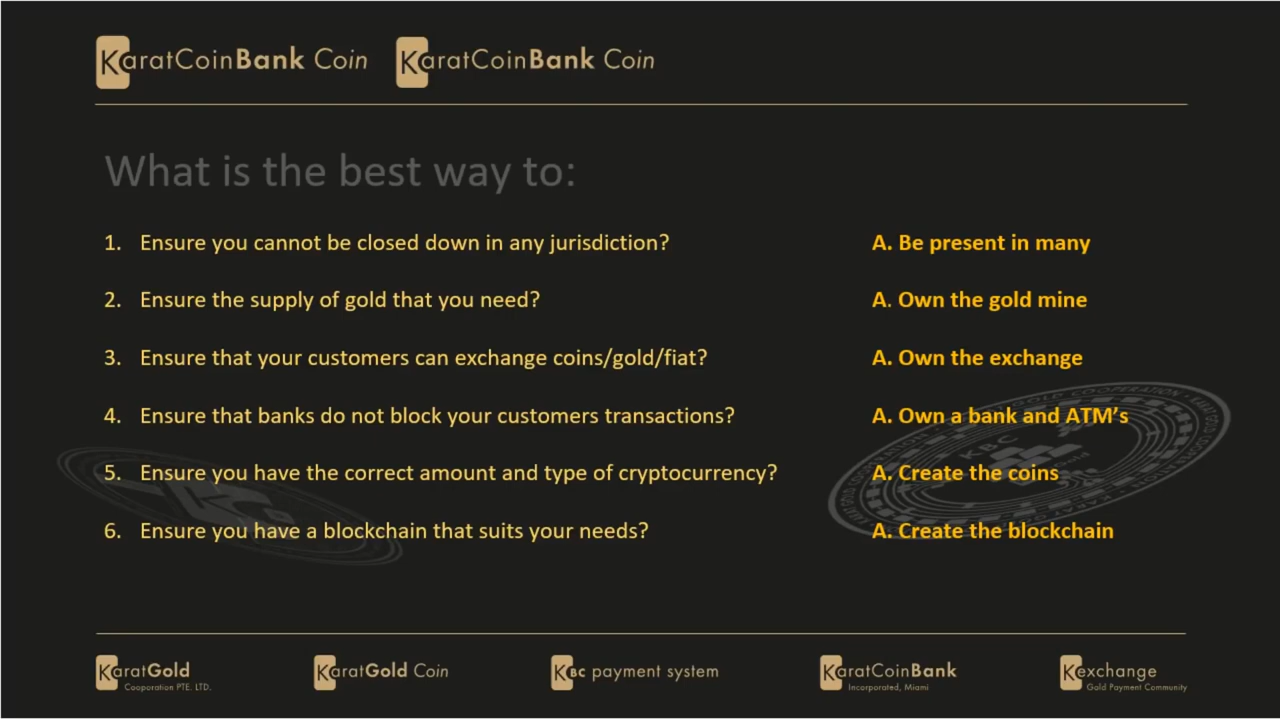 KaratCoinBank Coin KaratCoinBank Coin
What is the best way to:
1. Ensure you cannot be closed down in any jurisdiction? A. Be present in many
2. Ensure the supply of gold that you need? A. Own the gold mine
3. Ensure that your customers can exchange coins/gold/fiat? A. Own the exchange
4. Ensure that banks do not block your customers transactions? A. Own a bank and ATM’s
5. Ensure you have the correct amount and type of cryptocurrency? A. Create the coins
6. Ensure you have a blockchain that suits your needs? A. Create the blockchain
KBC
KaratGold KaratGold Coin KBC payment system KaratCoinBank Kexchange
Cooporation PTE. LTD. Incorporated, Miami Gold Payment Community